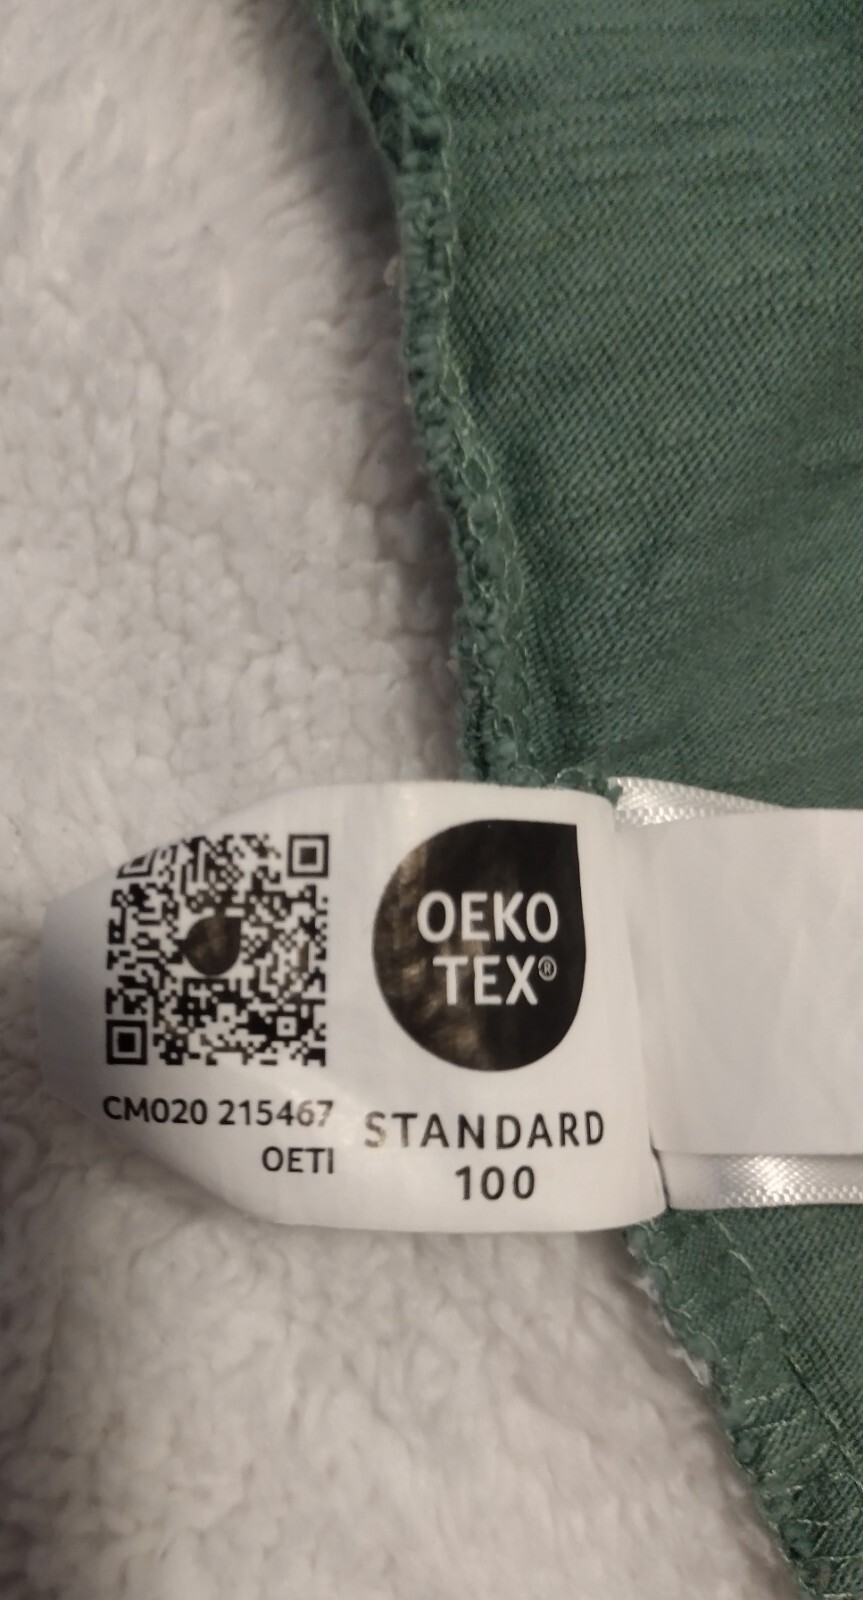 OEKO
TEX®
CM020 215467
OETI
STANDARD
100